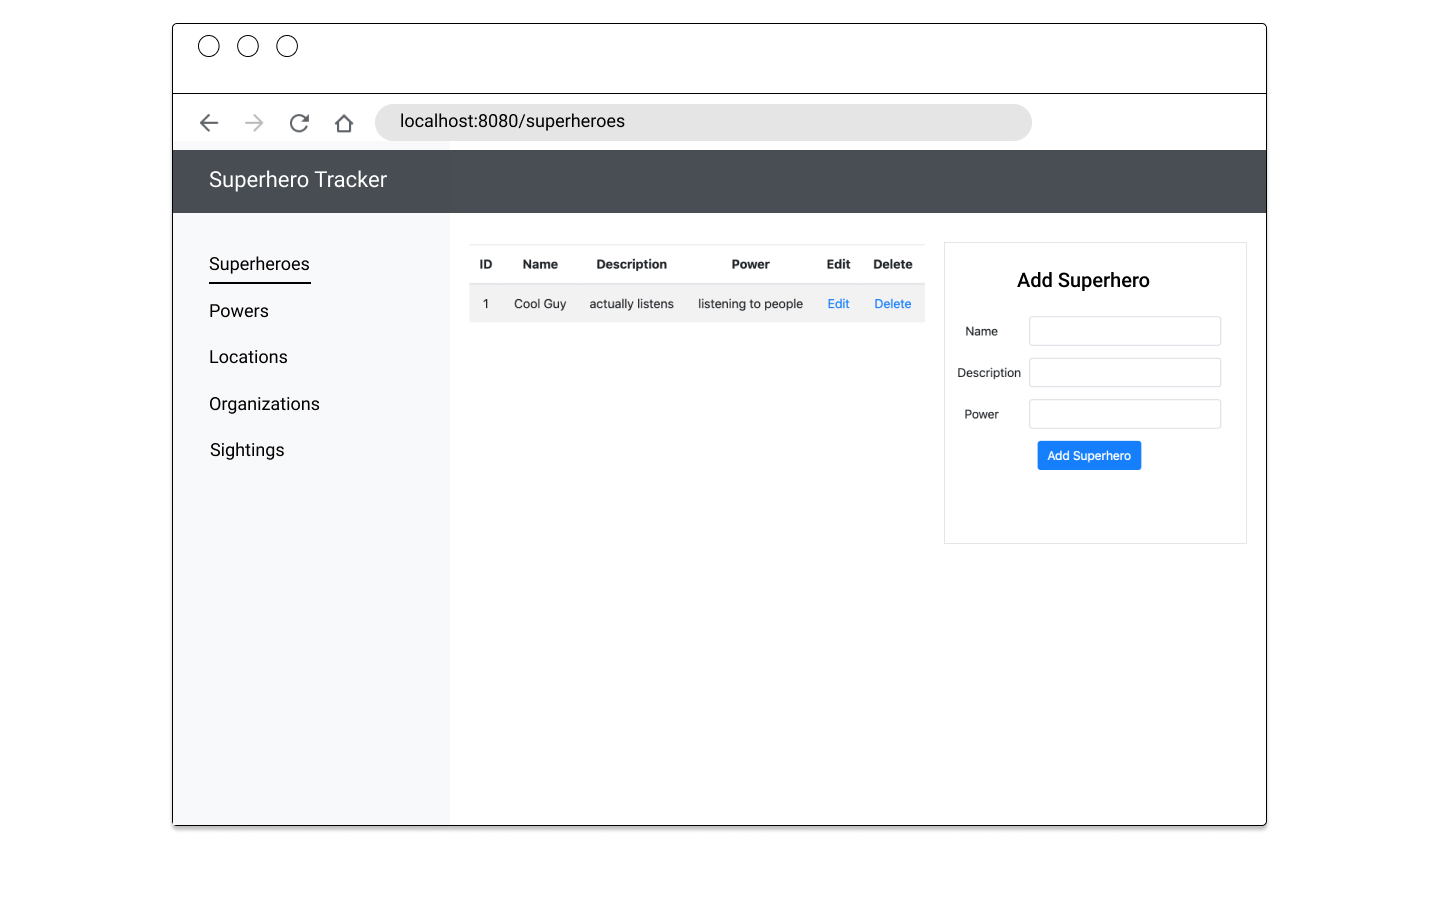 localhost:8080/superheroes
Superhero Tracker
Superheroes
Powers
Locations
Organizations
Sightings
ID Name Description Power Edit Delete
1 Cool Guy actually listens listening to people Edit Delete
Add Superhero
Name
Description
Power
Add Superhero